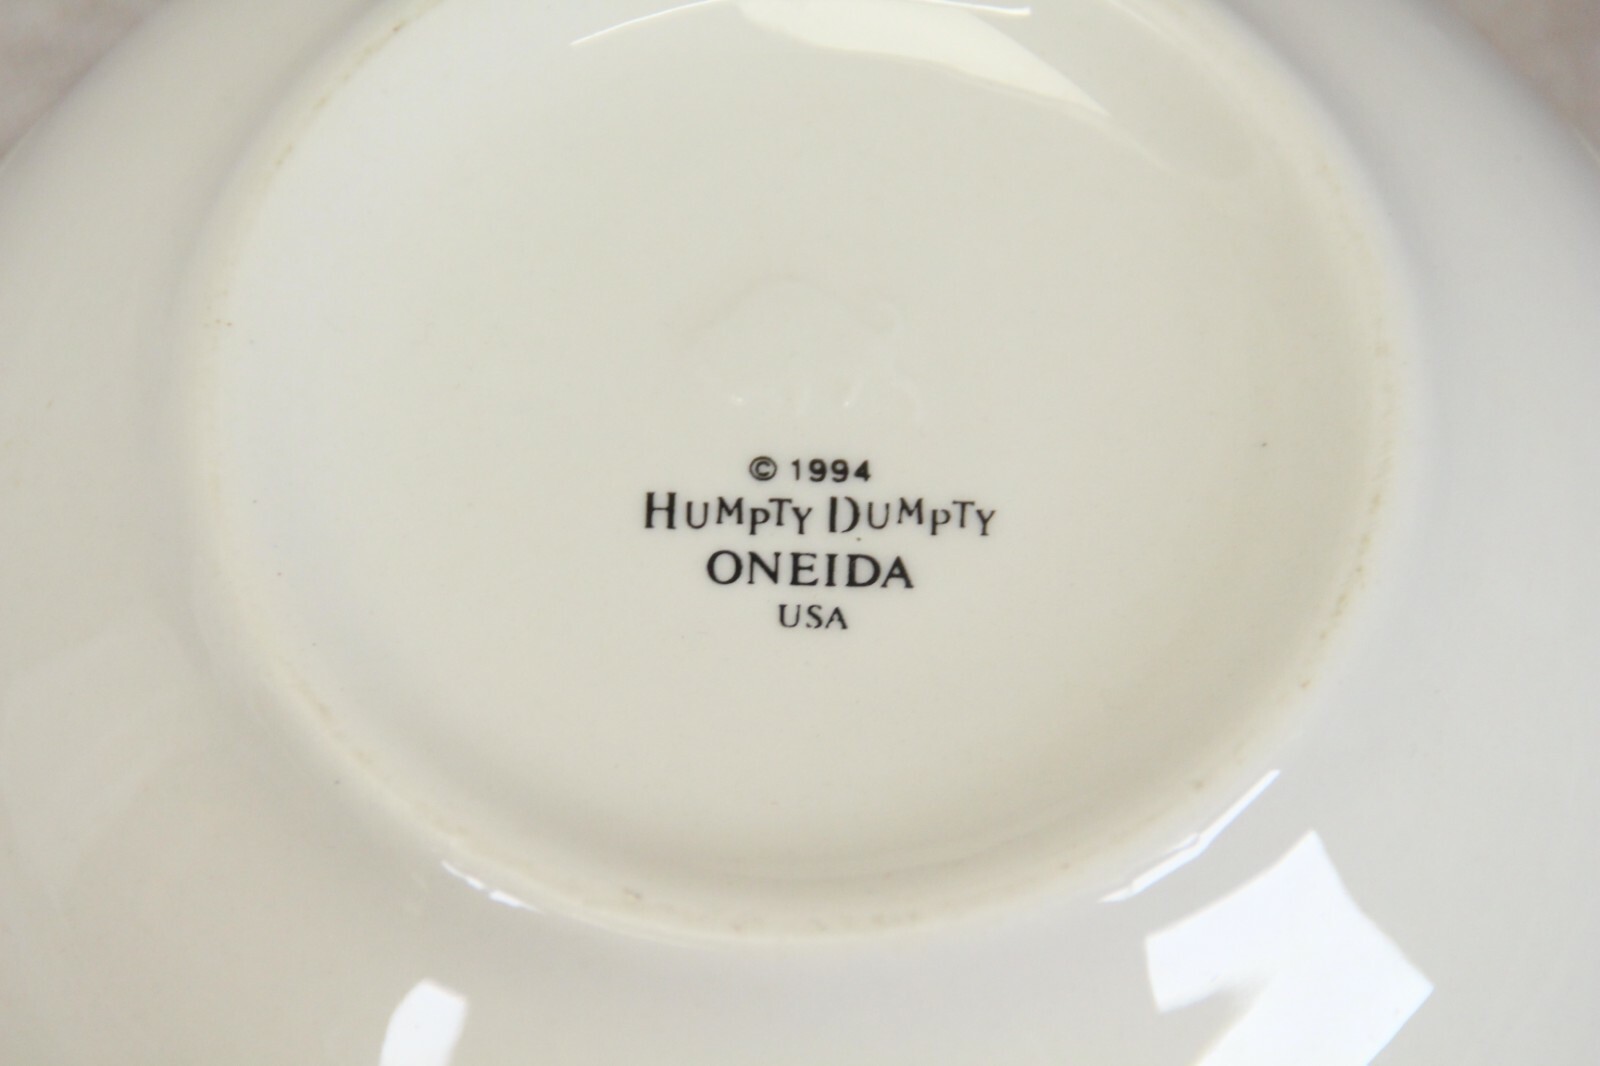 © 1994
HUMPTY DUMPTY
ONEIDA
USA